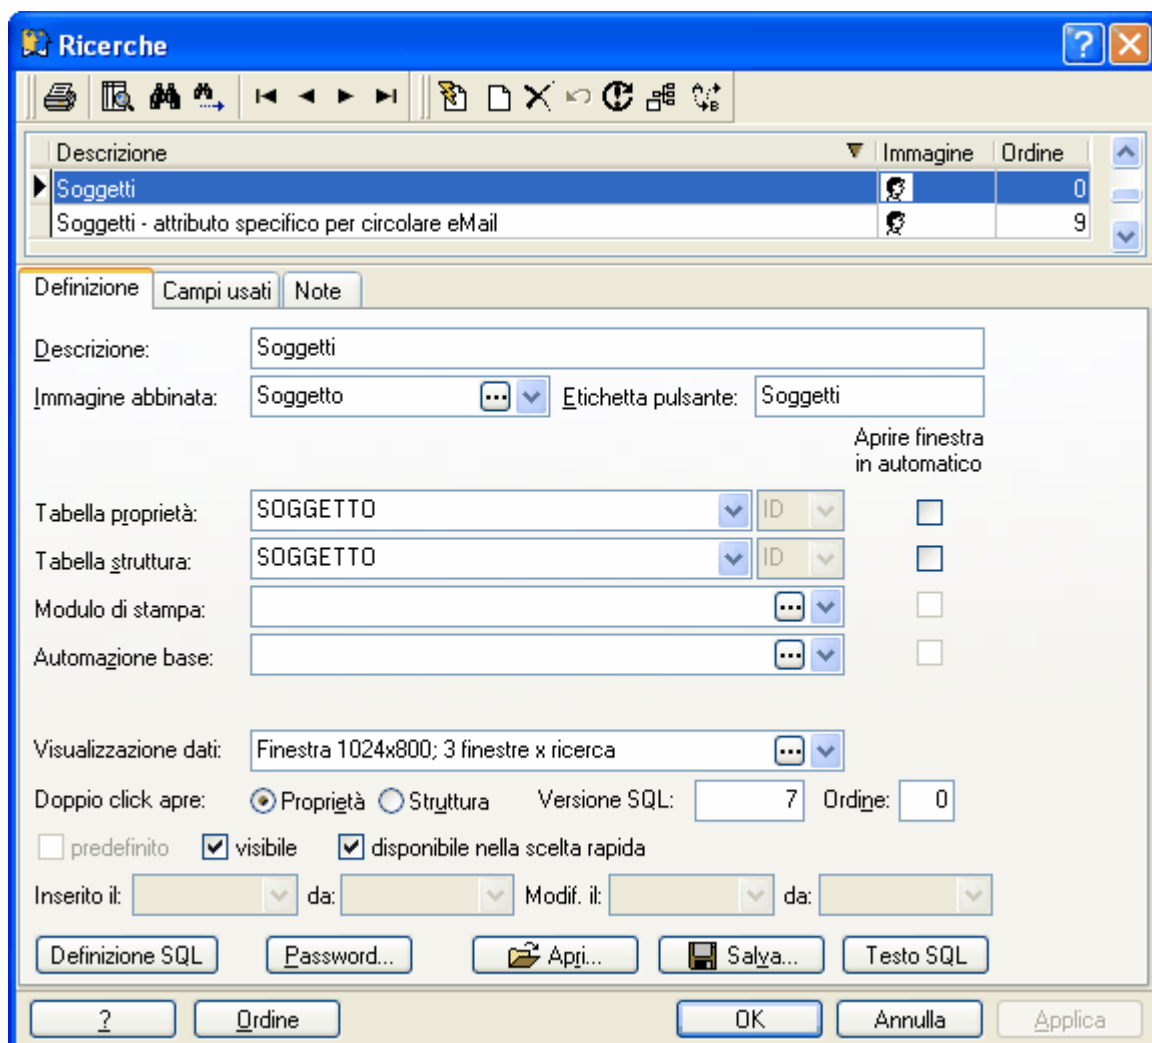 Ricerche
Descrizione Immagine Ordine
Soggetti 0
Soggetti - attributo specifico per circolare eMail 9
Definizione Campi usati Note
Descrizione: Soggetti
Immagine abbinata: Soggetto ... Etichetta pulsante: Soggetti
Aprire finestra
in automatico
Tabella proprietà: SOGGETTO ID
Tabella struttura: SOGGETTO ID
Modulo di stampa: ...
Automazione base: ...
Visualizzazione dati: Finestra 1024x800; 3 finestre x ricerca ...
Doppio click apre: Proprietà Struttura Versione SQL: 7 Ordine: 0
predefinito visibile disponibile nella scelta rapida
Inserito il: da: Modif. il: da:
Definizione SQL Password... Apri... Salva... Testo SQL
? Ordine OK Annulla Applica